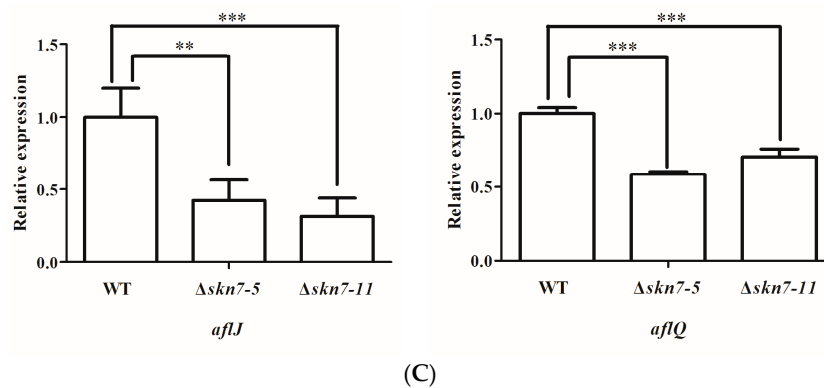 ***
**
1.5
1.0
0.5
0.0
Relative expression
WT Δskn7-5 Δskn7-11
aflJ
***
***
1.5
1.0
0.5
0.0
Relative expression
WT Δskn7-5 Δskn7-11
aflQ
(C)